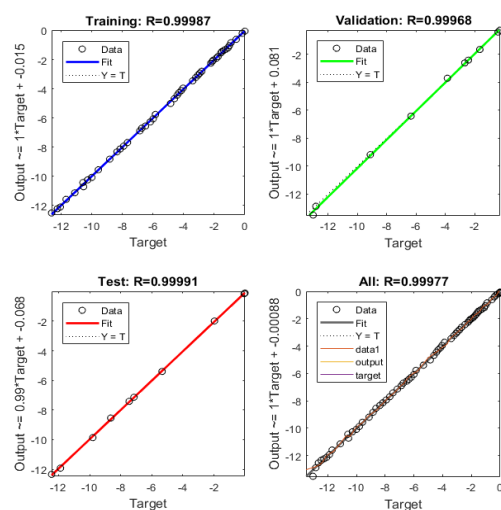 Training: R=0.99987
Output ~= 1*Target + -0.015
0
-2
-4
-6
-8
-10
-12
Data
Fit
Y = T
-12 -10 -8 -6 -4 -2 0
Target
Validation: R=0.99968
Output ~= 1*Target + 0.081
-2
-4
-6
-8
-10
-12
Data
Fit
Y = T
-12 -10 -8 -6 -4 -2
Target
Test: R=0.99991
Output ~= 0.99*Target + -0.068
-2
-4
-6
-8
-10
-12
Data
Fit
Y = T
-12 -10 -8 -6 -4 -2
Target
All: R=0.99977
Output ~= 1*Target + -0.00088
0
-2
-4
-6
-8
-10
-12
Data
Fit
Y = T
data1
output
target
-12 -10 -8 -6 -4 -2 0
Target